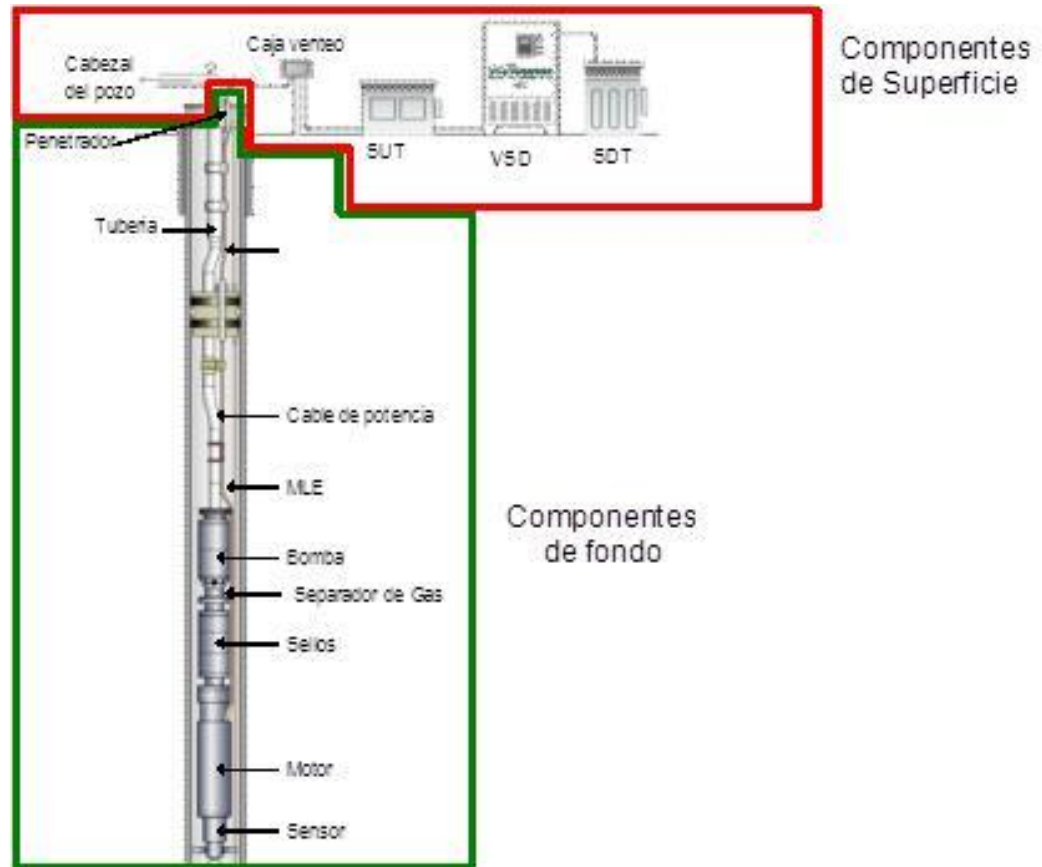 Caja venteo
Cabezal
del pozo
Componentes
de Superficie
Penetrador
SUT
VSD
SDT
Tubería
Cable de potencia
MLE
Componentes
de fondo
Bomba
Separador de Gas
Sellos
Motor
Sensor